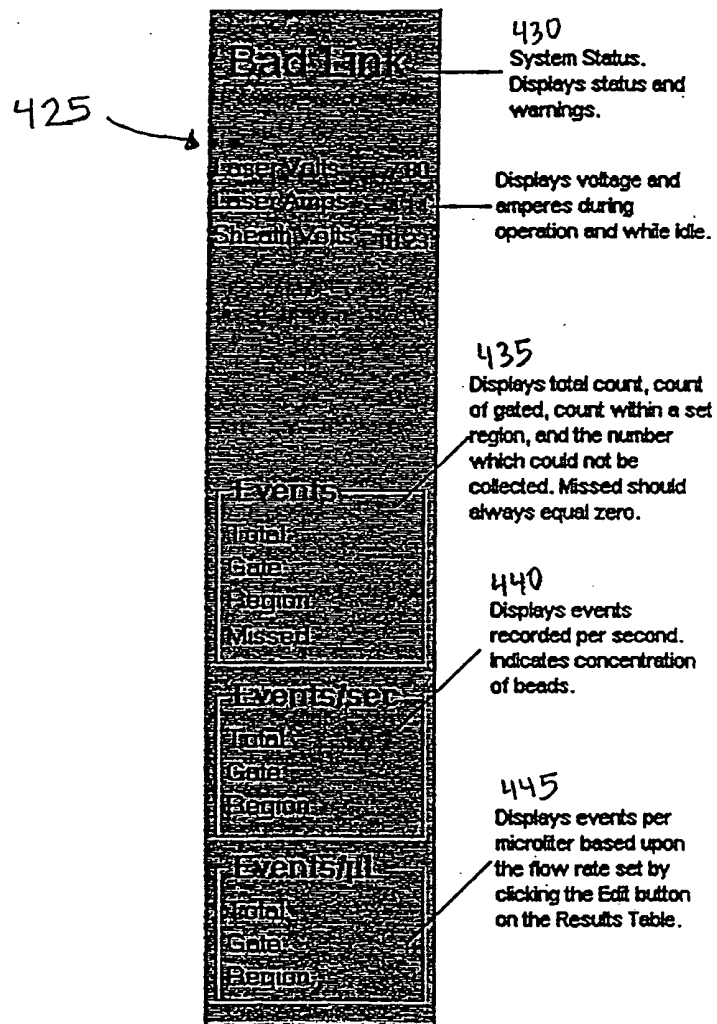 430
System Status.
Displays status and
warnings.
Bad Link
425
Laser Volts
Laser Amps
Sheath Volts
Displays voltage and
amperes during
operation and while idle.
435
Displays total count, count
of gated, count within a set
region, and the number
which could not be
collected. Missed should
always equal zero.
Events
Total:
Gate:
Region:
Missed:
440
Displays events
recorded per second.
Indicates concentration
of beads.
Events/sec
Total:
Gate:
Region:
445
Displays events per
microliter based upon
the flow rate set by
clicking the Edit button
on the Results Table.
Events/µl
Total:
Gate:
Region: